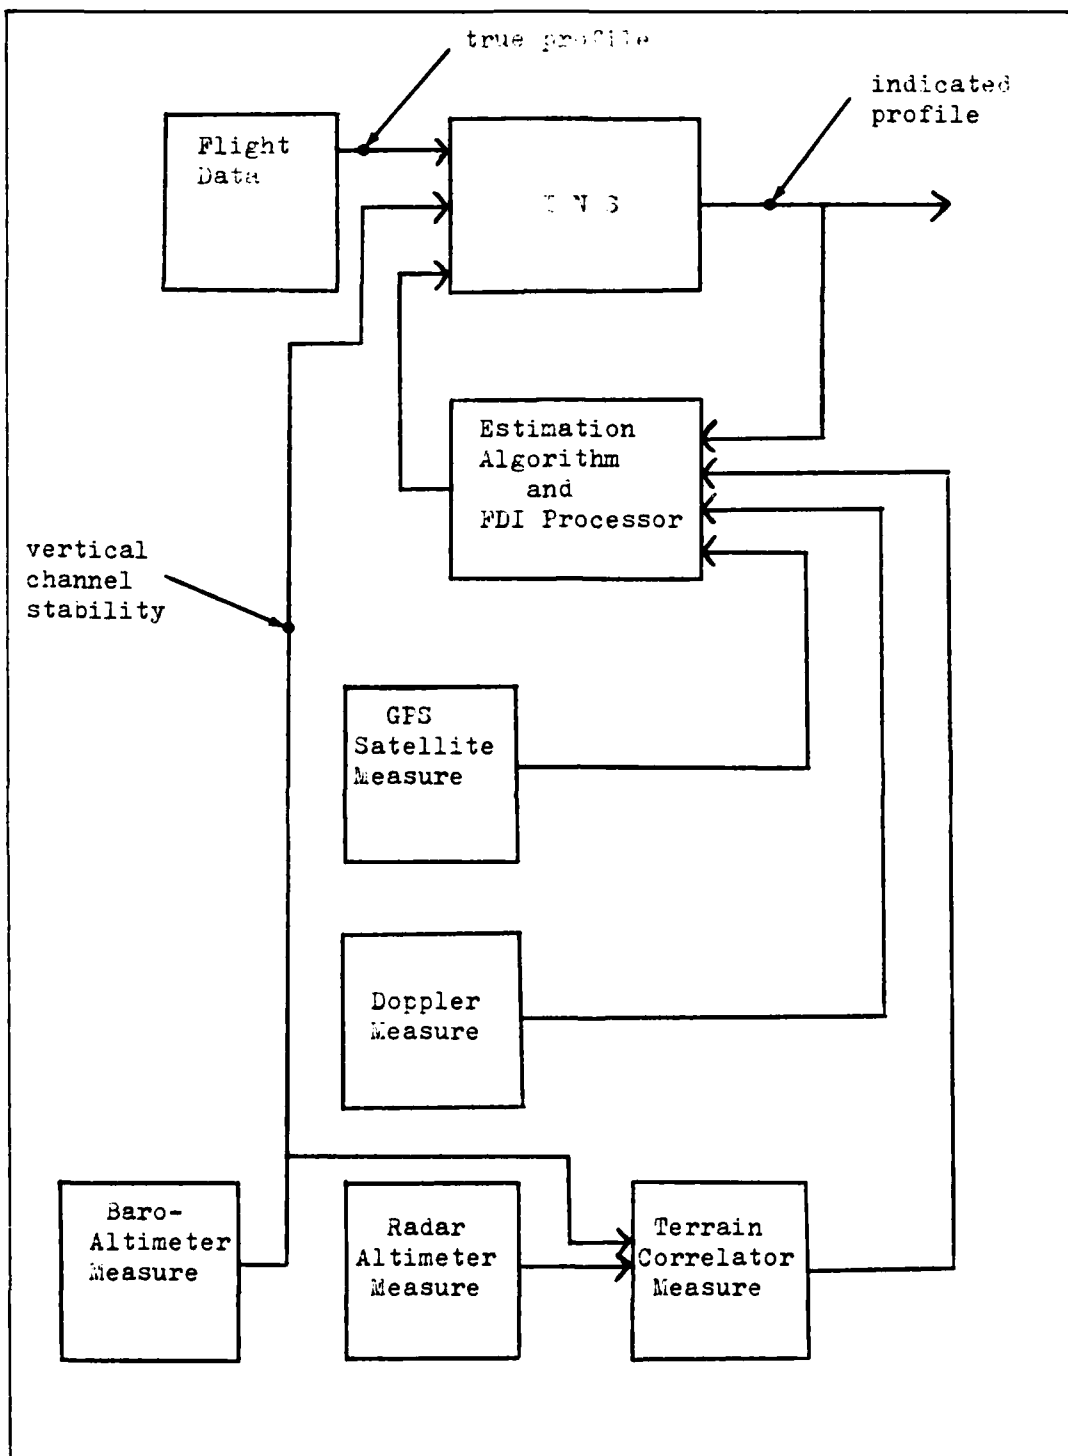 true profile
indicated
profile
Flight
Data
I N S
Estimation
Algorithm
and
FDI Processor
vertical
channel
stability
GPS
Satellite
Measure
Doppler
Measure
Baro-
Altimeter
Measure
Radar
Altimeter
Measure
Terrain
Correlator
Measure